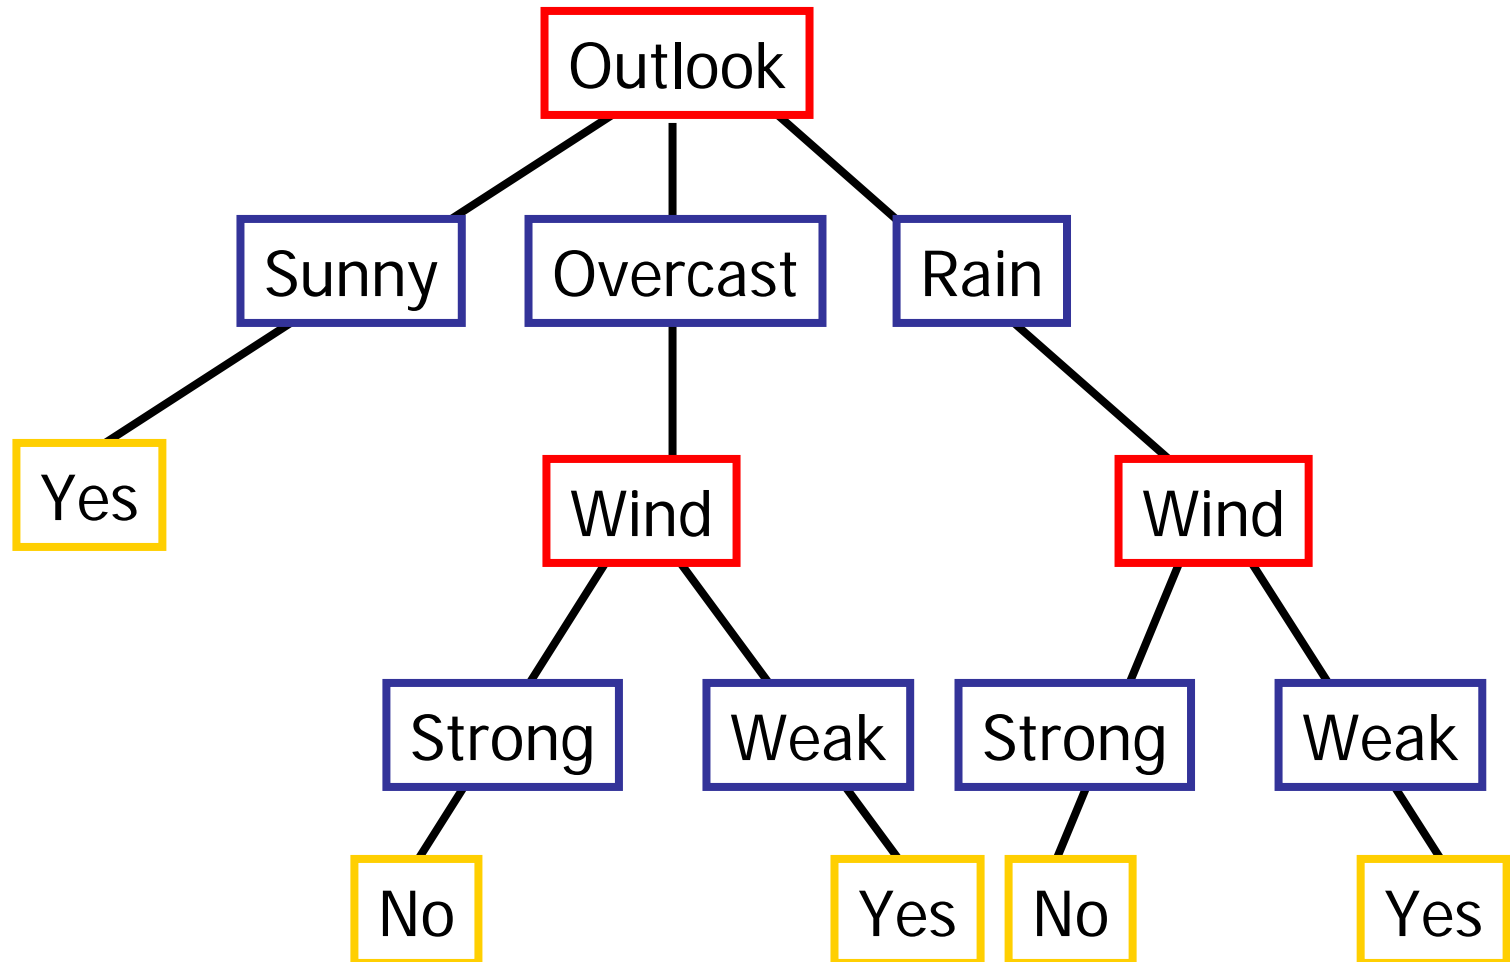 Outlook
Sunny
Overcast
Rain
Yes
Wind
Wind
Strong
Weak
Strong
Weak
No
Yes
No
Yes